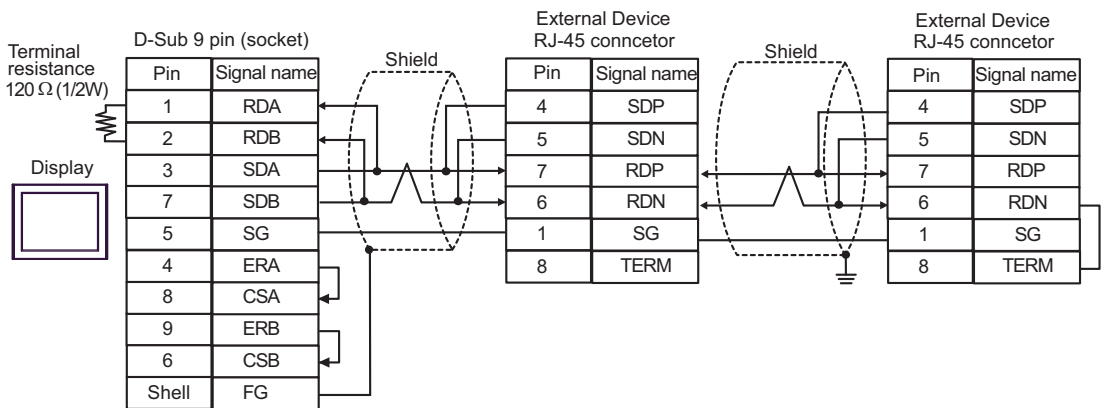 Terminal
resistance
120 Ω (1/2W)
Display
D-Sub 9 pin (socket)
Pin Signal name
1 RDA
2 RDB
3 SDA
7 SDB
5 SG
4 ERA
8 CSA
9 ERB
6 CSB
Shell FG
Shield
External Device
RJ-45 conncetor
Pin Signal name
4 SDP
5 SDN
7 RDP
6 RDN
1 SG
8 TERM
Shield
External Device
RJ-45 conncetor
Pin Signal name
4 SDP
5 SDN
7 RDP
6 RDN
1 SG
8 TERM